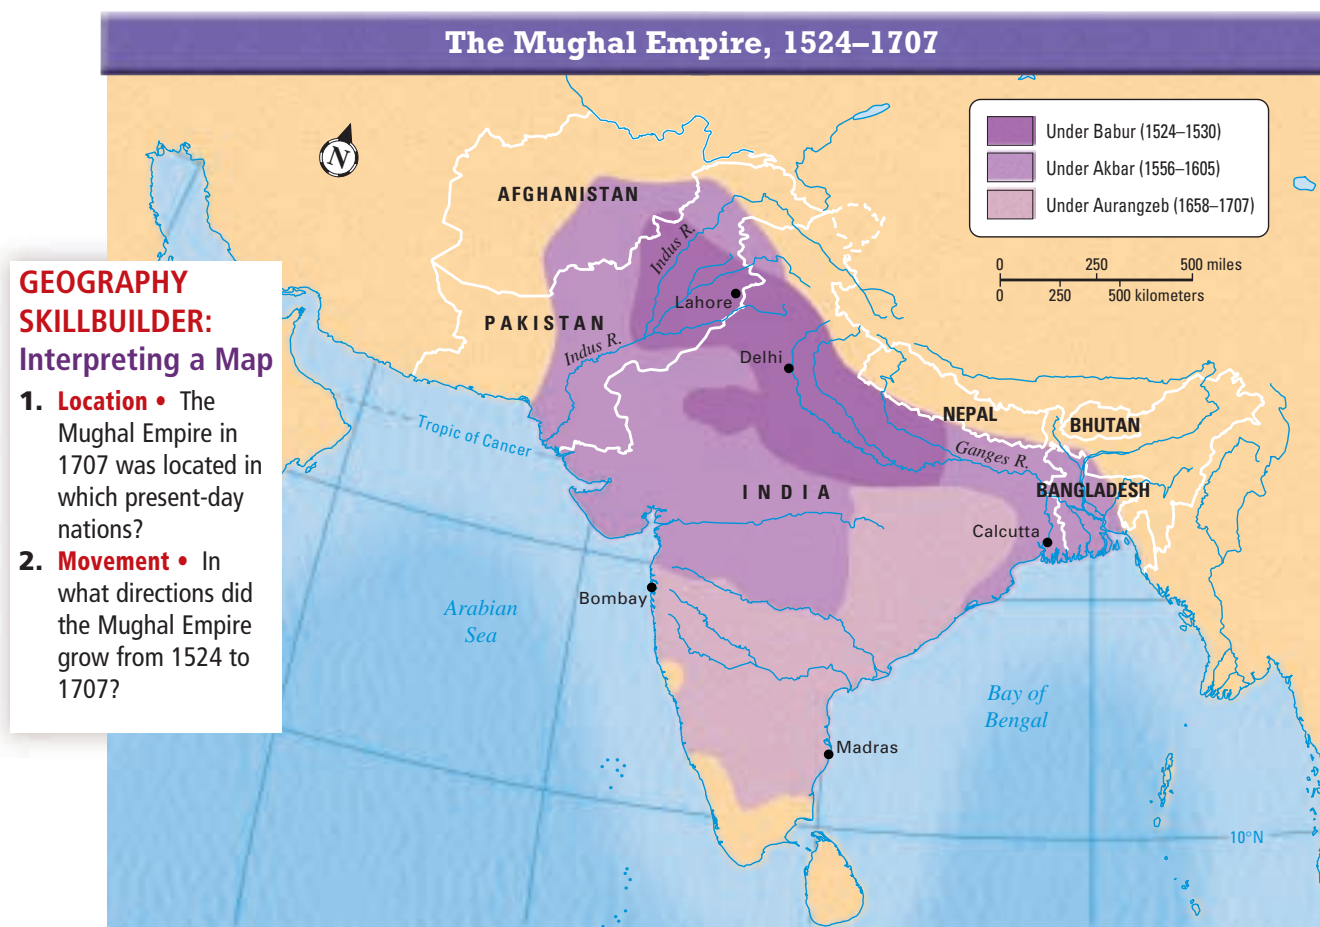 The Mughal Empire, 1524–1707
N
Under Babur (1524–1530)
Under Akbar (1556–1605)
Under Aurangzeb (1658–1707)
0 250 500 miles
0 250 500 kilometers
GEOGRAPHY
SKILLBUILDER:
Interpreting a Map
1. Location • The
Mughal Empire in
1707 was located in
which present-day
nations?
2. Movement • In
what directions did
the Mughal Empire
grow from 1524 to
1707?
AFGHANISTAN
Indus R.
Lahore
PAKISTAN
Indus R.
Delhi
NEPAL
BHUTAN
Tropic of Cancer
Ganges R.
INDIA
BANGLADESH
Calcutta
Bombay
Arabian
Sea
Bay of
Bengal
Madras
10°N